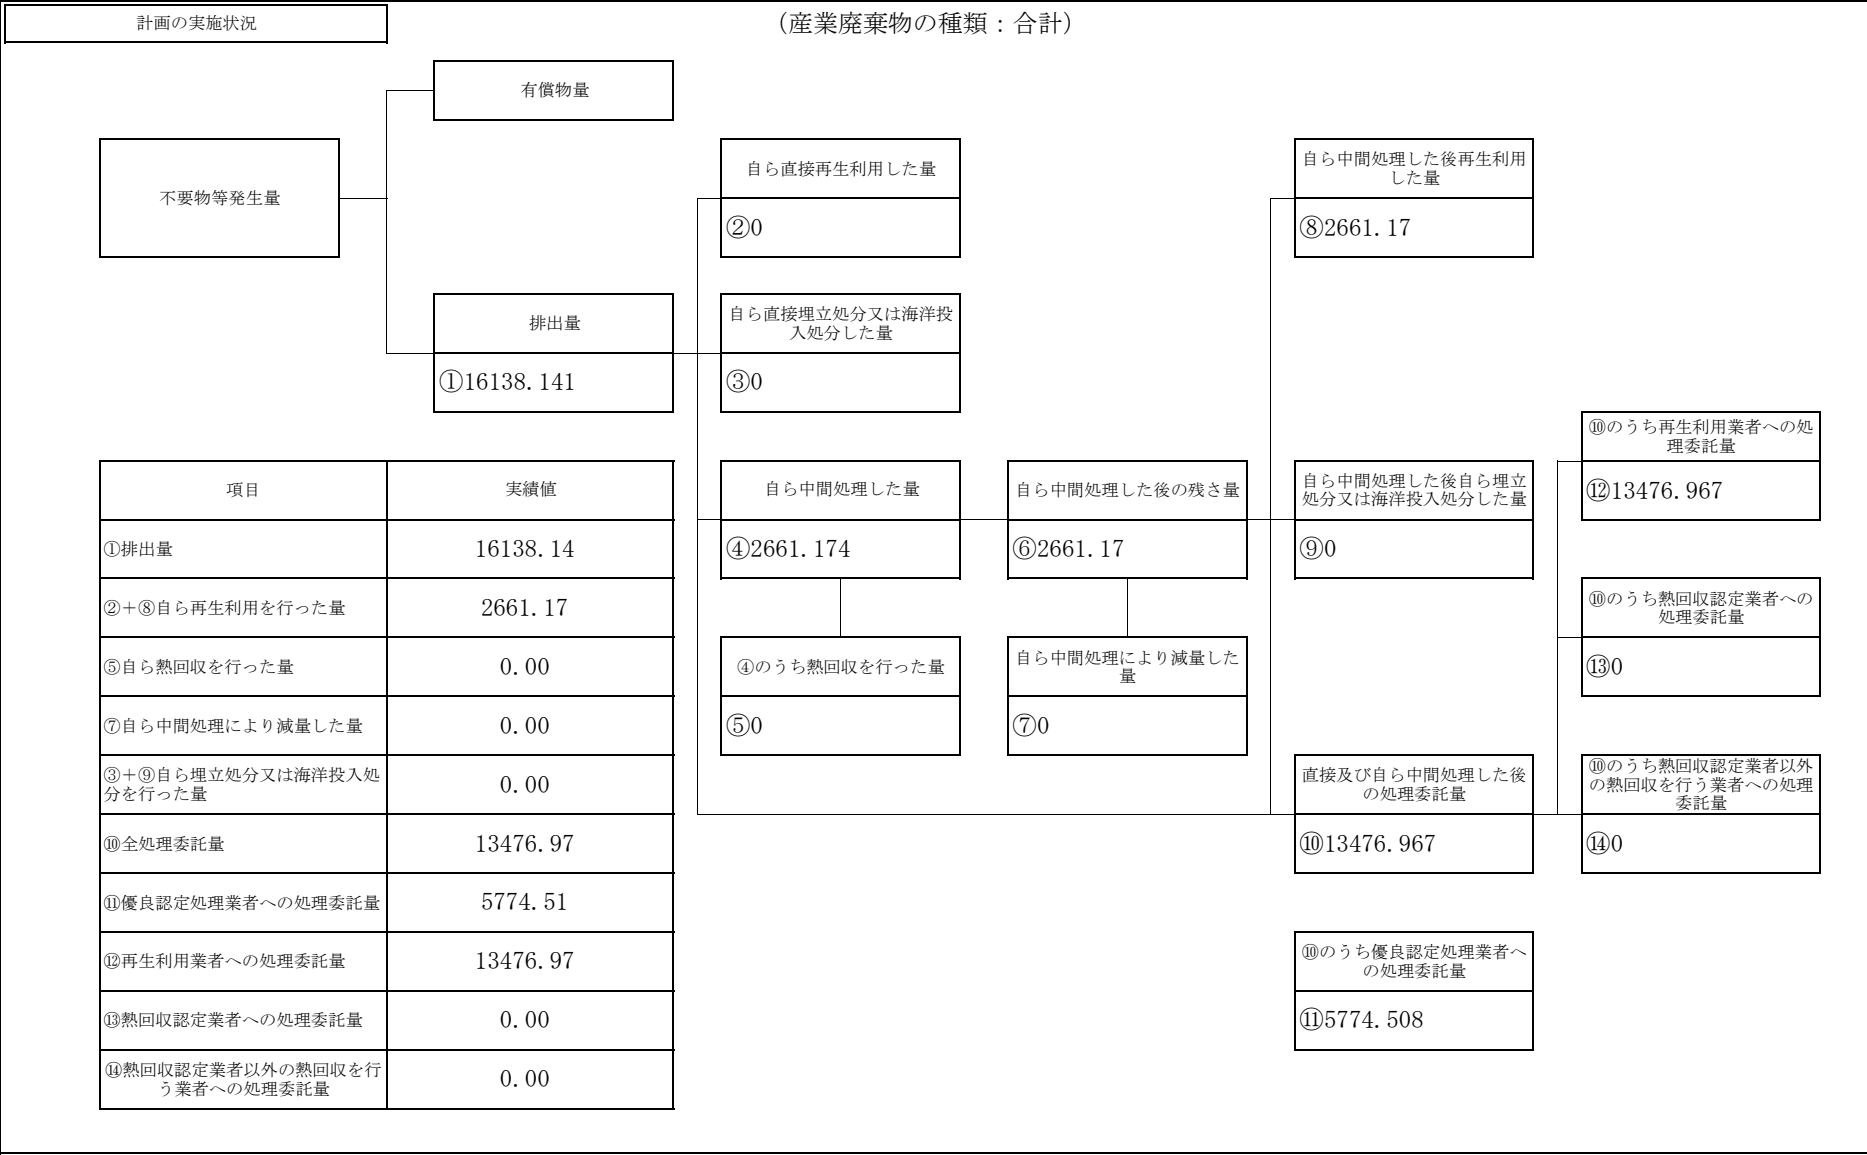 計画の実施状況
（産業廃棄物の種類：合計）
有償物量
不要物等発生量
自ら直接再生利用した量
②0
自ら中間処理した後再生利用
した量
⑧2661.17
排出量
①16138.141
自ら直接埋立処分又は海洋投
入処分した量
③0
⑩のうち再生利用業者への処
理委託量
⑫13476.967
自ら中間処理した量
④2661.174
自ら中間処理した後の残さ量
⑥2661.17
自ら中間処理した後自ら埋立
処分又は海洋投入処分した量
⑨0
⑩のうち熱回収認定業者への
処理委託量
⑬0
④のうち熱回収を行った量
⑤0
自ら中間処理により減量した
量
⑦0
直接及び自ら中間処理した後
の処理委託量
⑩13476.967
⑩のうち熱回収認定業者以外
の熱回収を行う業者への処理
委託量
⑭0
⑩のうち優良認定処理業者へ
の処理委託量
⑪5774.508
項目 実績値
①排出量 16138.14
②＋⑧自ら再生利用を行った量 2661.17
⑤自ら熱回収を行った量 0.00
⑦自ら中間処理により減量した量 0.00
③＋⑨自ら埋立処分又は海洋投入処
分を行った量 0.00
⑩全処理委託量 13476.97
⑪優良認定処理業者への処理委託量 5774.51
⑫再生利用業者への処理委託量 13476.97
⑬熱回収認定業者への処理委託量 0.00
⑭熱回収認定業者以外の熱回収を行
う業者への処理委託量 0.00